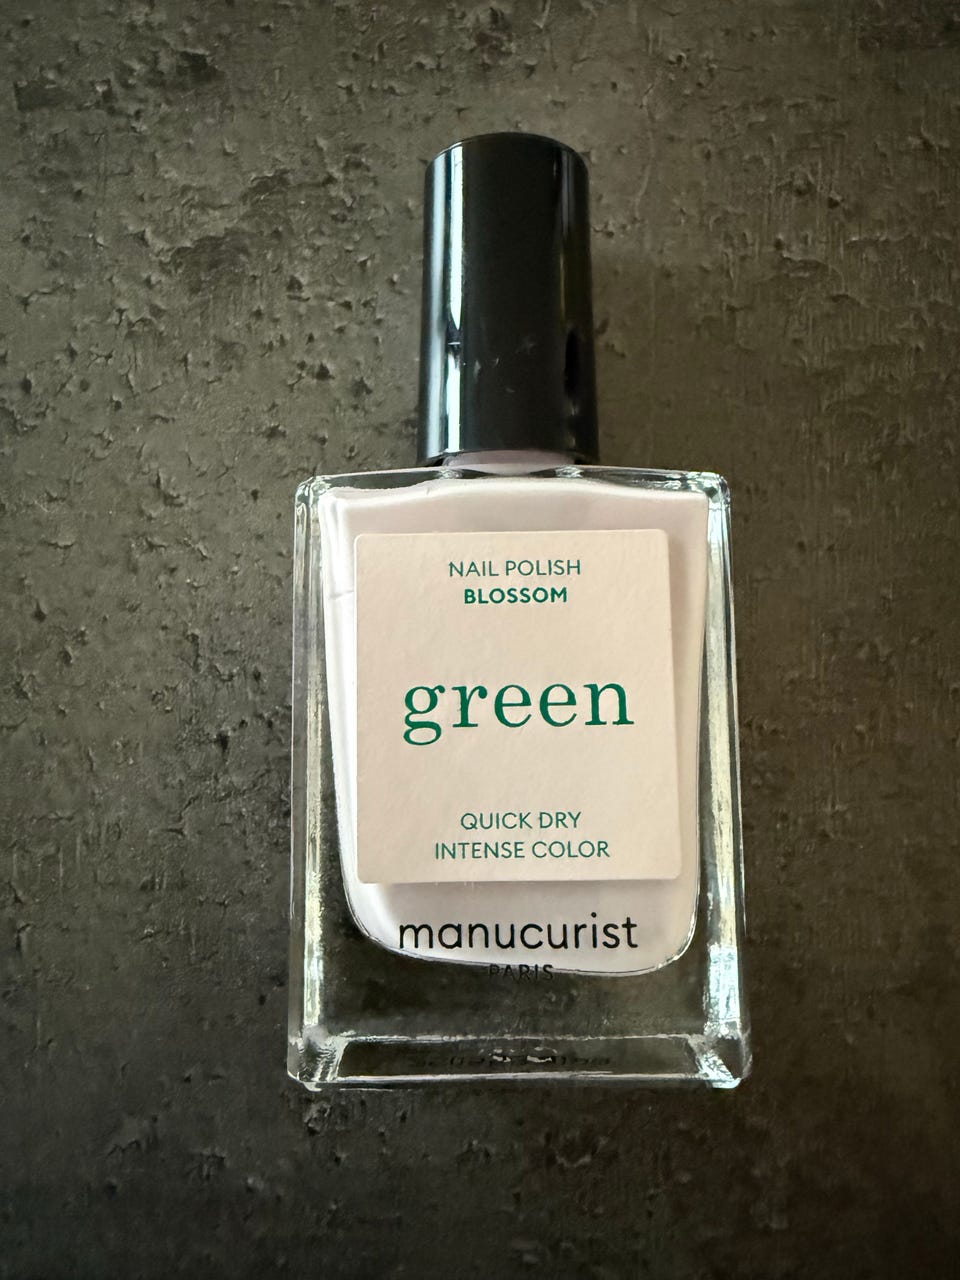 NAIL POLISH
BLOSSOM
green
QUICK DRY
INTENSE COLOR
manucurist
PARIS